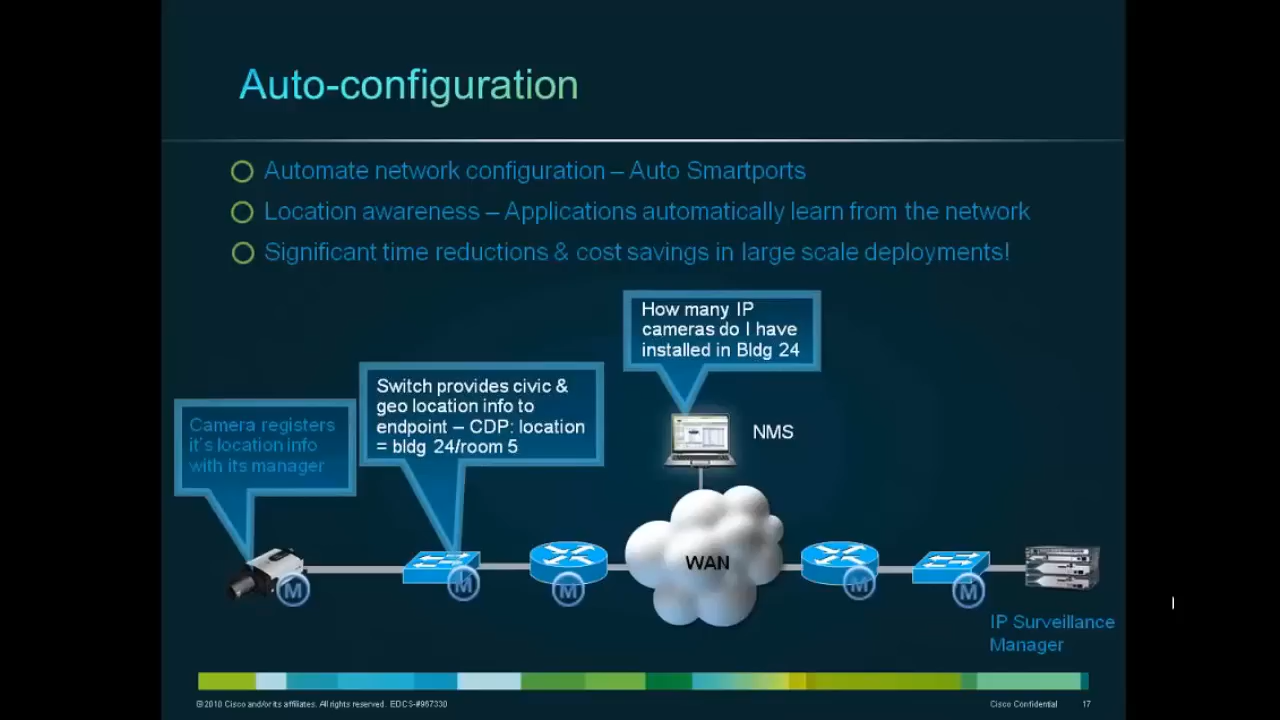 Auto-configuration
Automate network configuration – Auto Smartports
Location awareness – Applications automatically learn from the network
Significant time reductions & cost savings in large scale deployments!
How many IP
cameras do I have
installed in Bldg 24
Switch provides civic &
geo location info to
endpoint – CDP: location
= bldg 24/room 5
Camera registers
it's location info
with its manager
NMS
WAN
M
M
M
M
M
IP Surveillance
Manager
© 2010 Cisco and/or its affiliates. All rights reserved. EDCS-#967330
Cisco Confidential
17